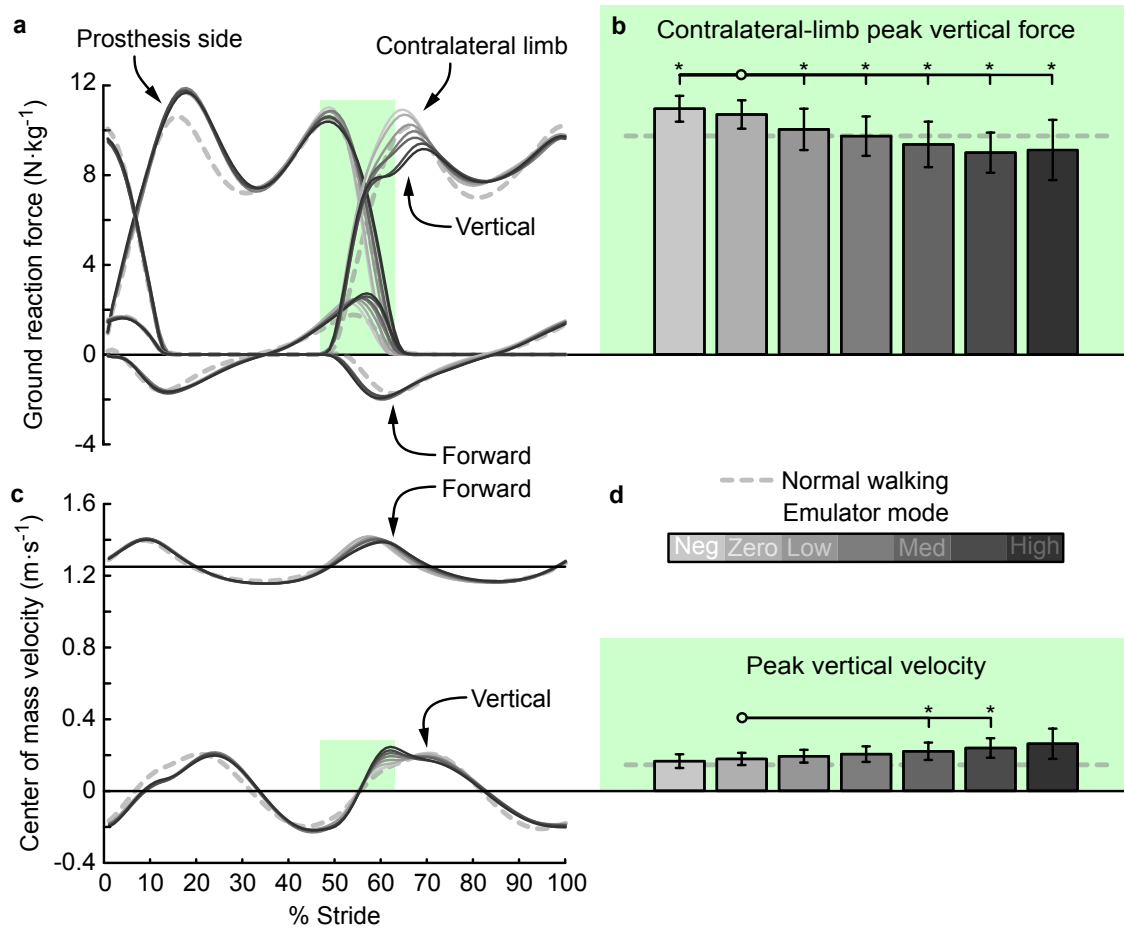 a
Prosthesis side
Contralateral limb
12
8
4
0
-4
Ground reaction force (N·kg⁻¹)
Vertical
Forward
b
Contralateral-limb peak vertical force
* * * * * *
c
Forward
1.6
1.2
0.8
0.4
0
-0.4
Center of mass velocity (m·s⁻¹)
Vertical
0 10 20 30 40 50 60 70 80 90 100
% Stride
d
Normal walking
Emulator mode
Neg Zero Low Med High
Peak vertical velocity
* *